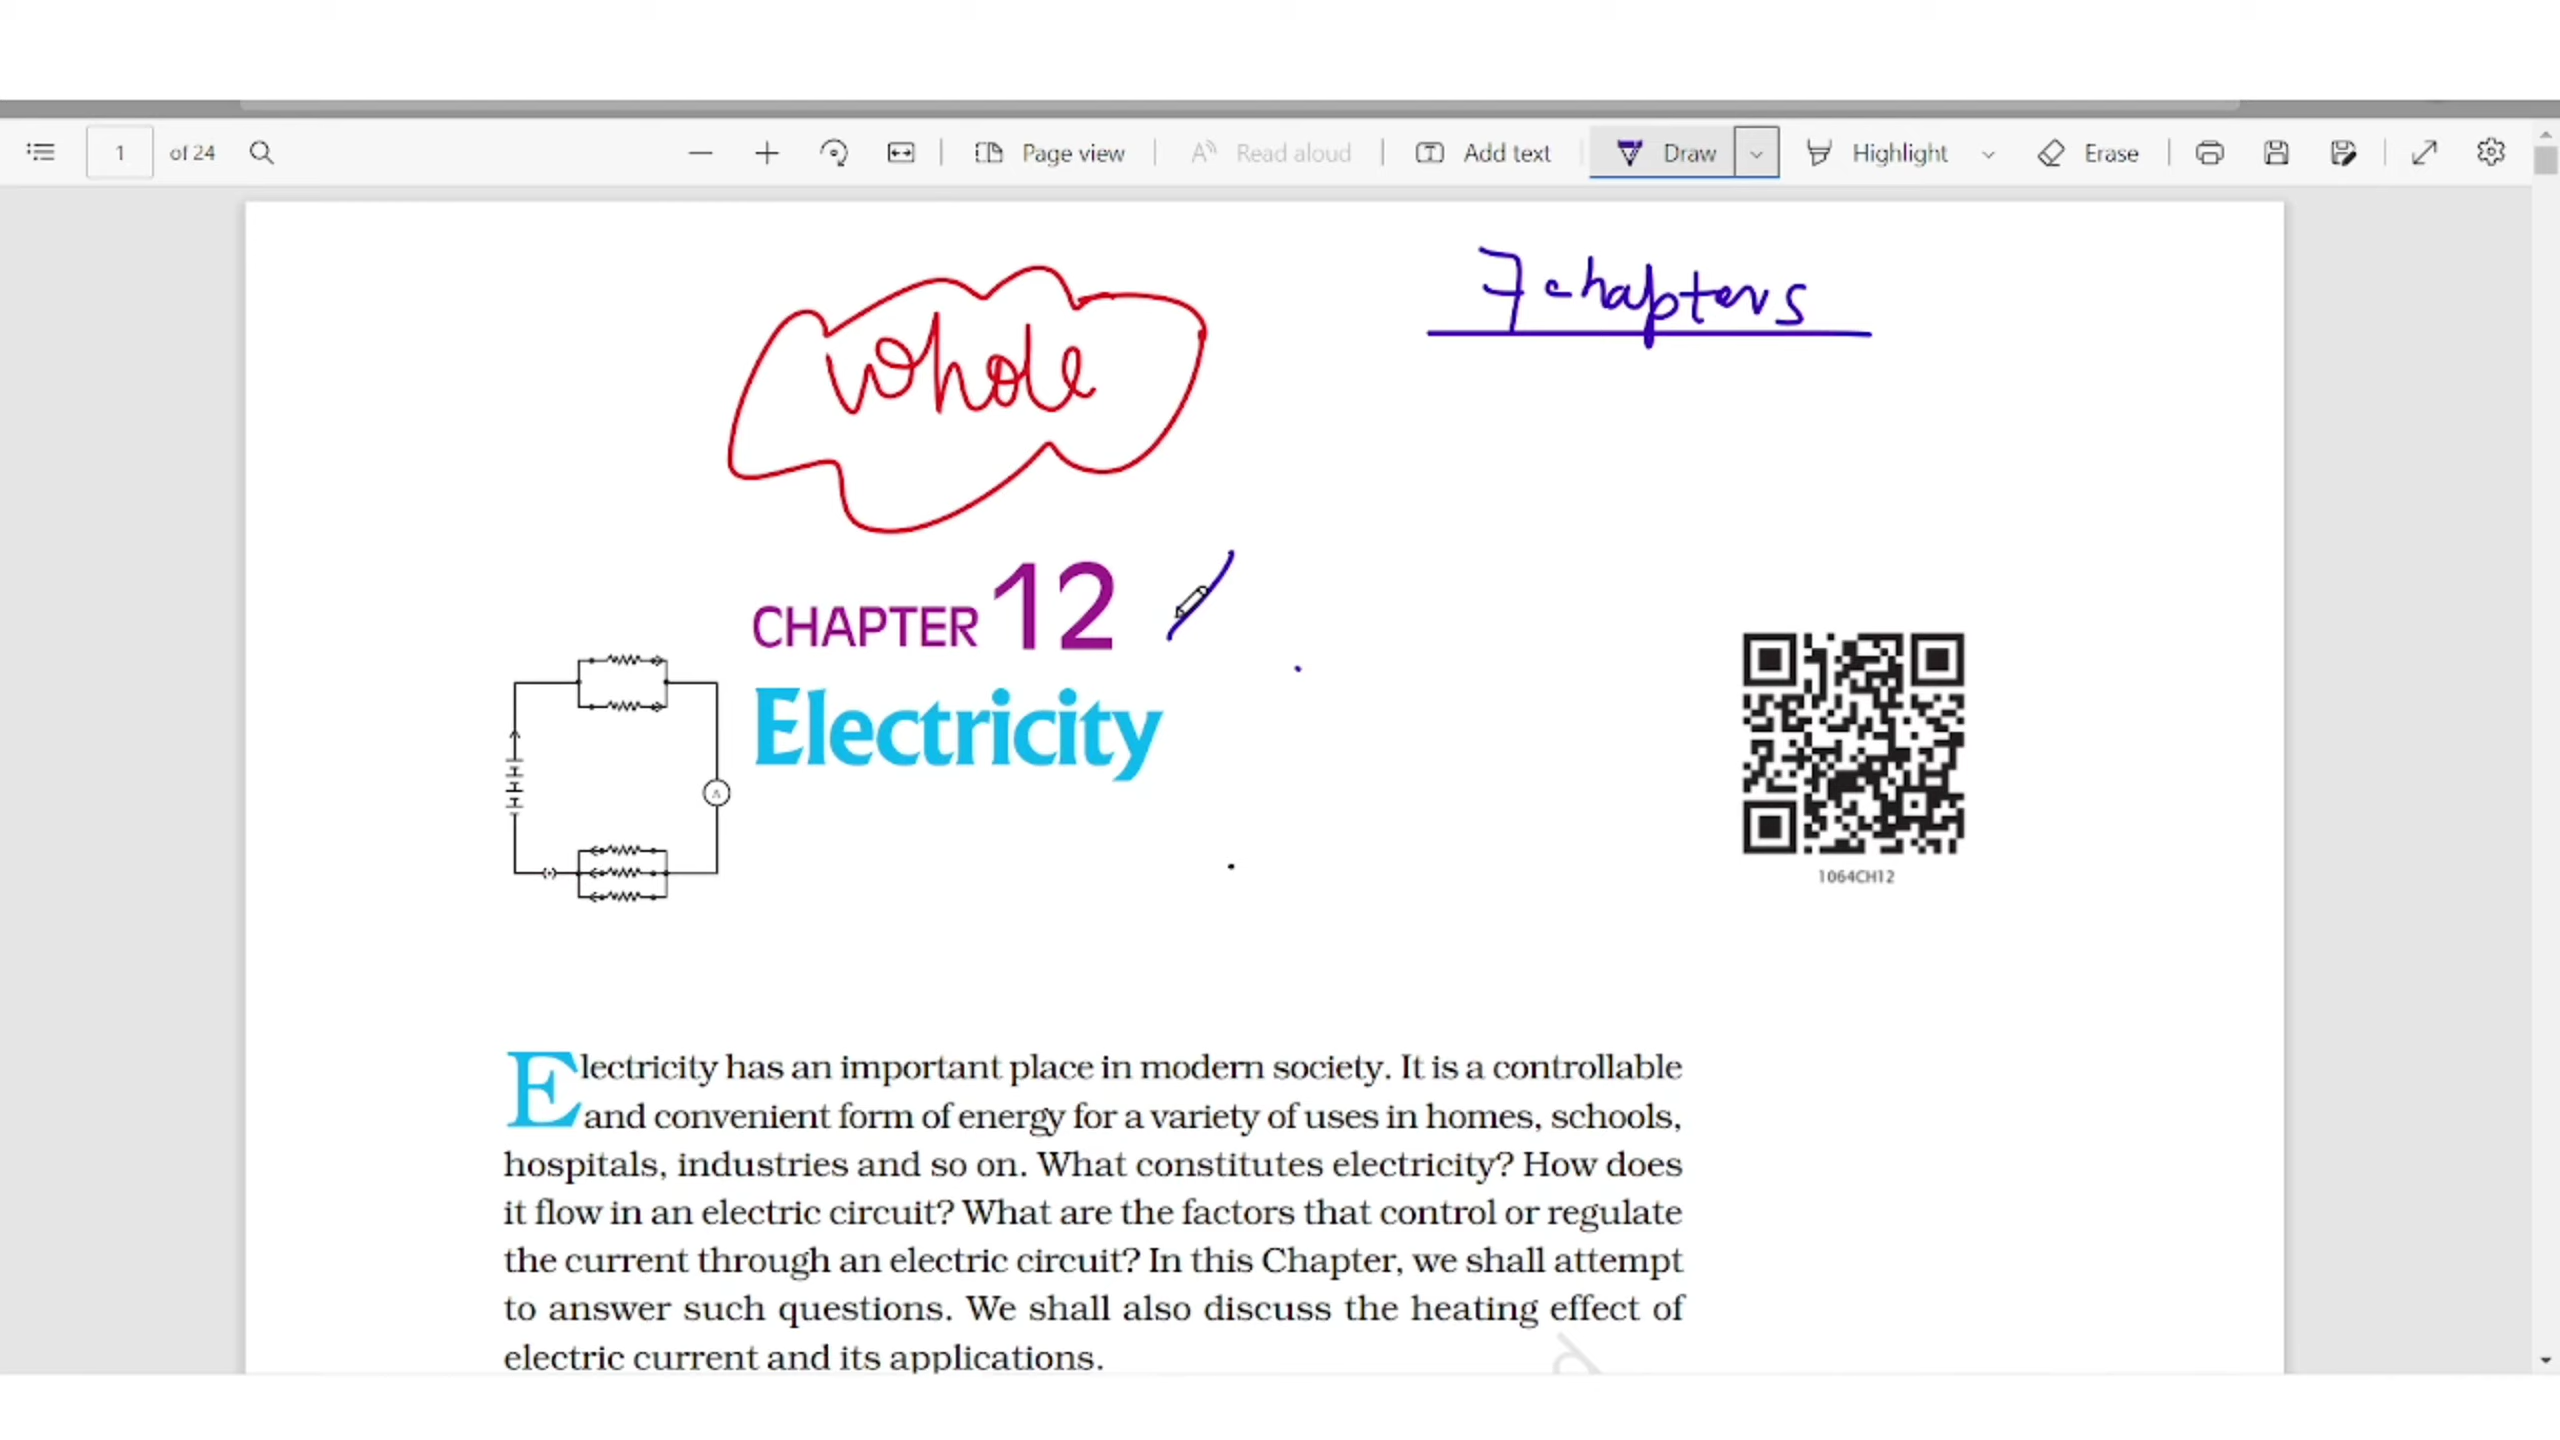 1 of 24 Page view Read aloud Add text Draw Highlight Erase
7 chapters
whole
CHAPTER 12
Electricity
A
1064CH12
Electricity has an important place in modern society. It is a controllable
and convenient form of energy for a variety of uses in homes, schools,
hospitals, industries and so on. What constitutes electricity? How does
it flow in an electric circuit? What are the factors that control or regulate
the current through an electric circuit? In this Chapter, we shall attempt
to answer such questions. We shall also discuss the heating effect of
electric current and its applications.